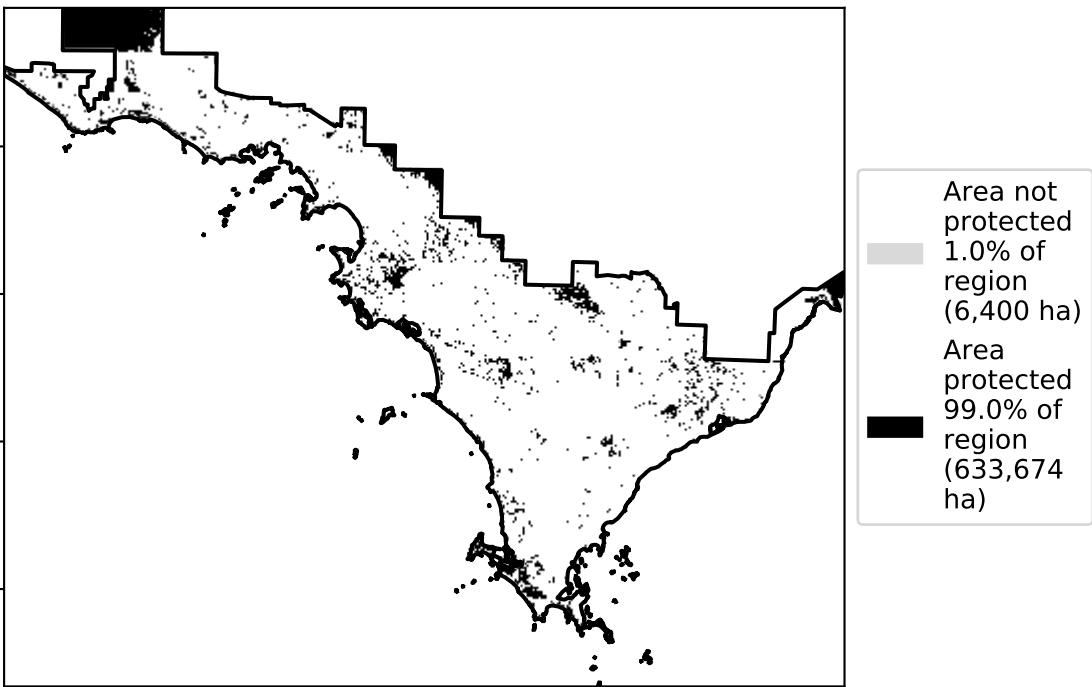 Area not
protected
1.0% of
region
(6,400 ha)
Area
protected
99.0% of
region
(633,674
ha)